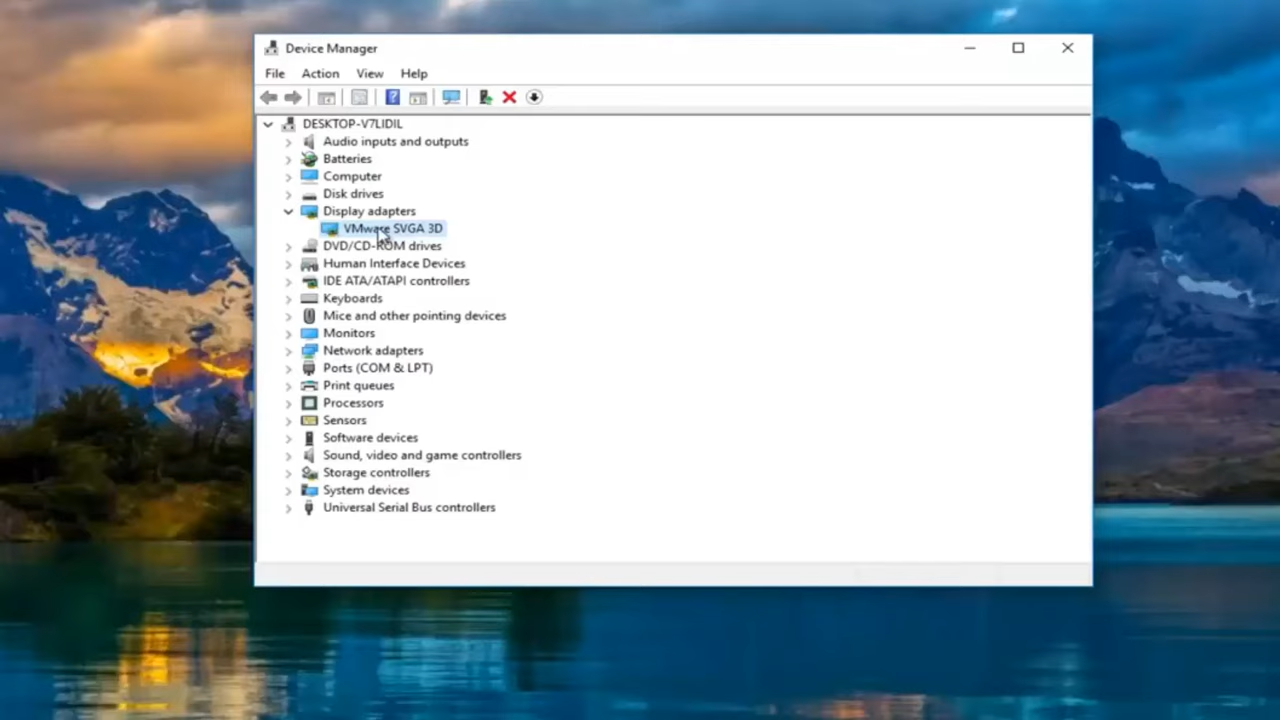 Device Manager
File Action View Help
DESKTOP-V7LIDIL
Audio inputs and outputs
Batteries
Computer
Disk drives
Display adapters
VMware SVGA 3D
DVD/CD-ROM drives
Human Interface Devices
IDE ATA/ATAPI controllers
Keyboards
Mice and other pointing devices
Monitors
Network adapters
Ports (COM & LPT)
Print queues
Processors
Sensors
Software devices
Sound, video and game controllers
Storage controllers
System devices
Universal Serial Bus controllers